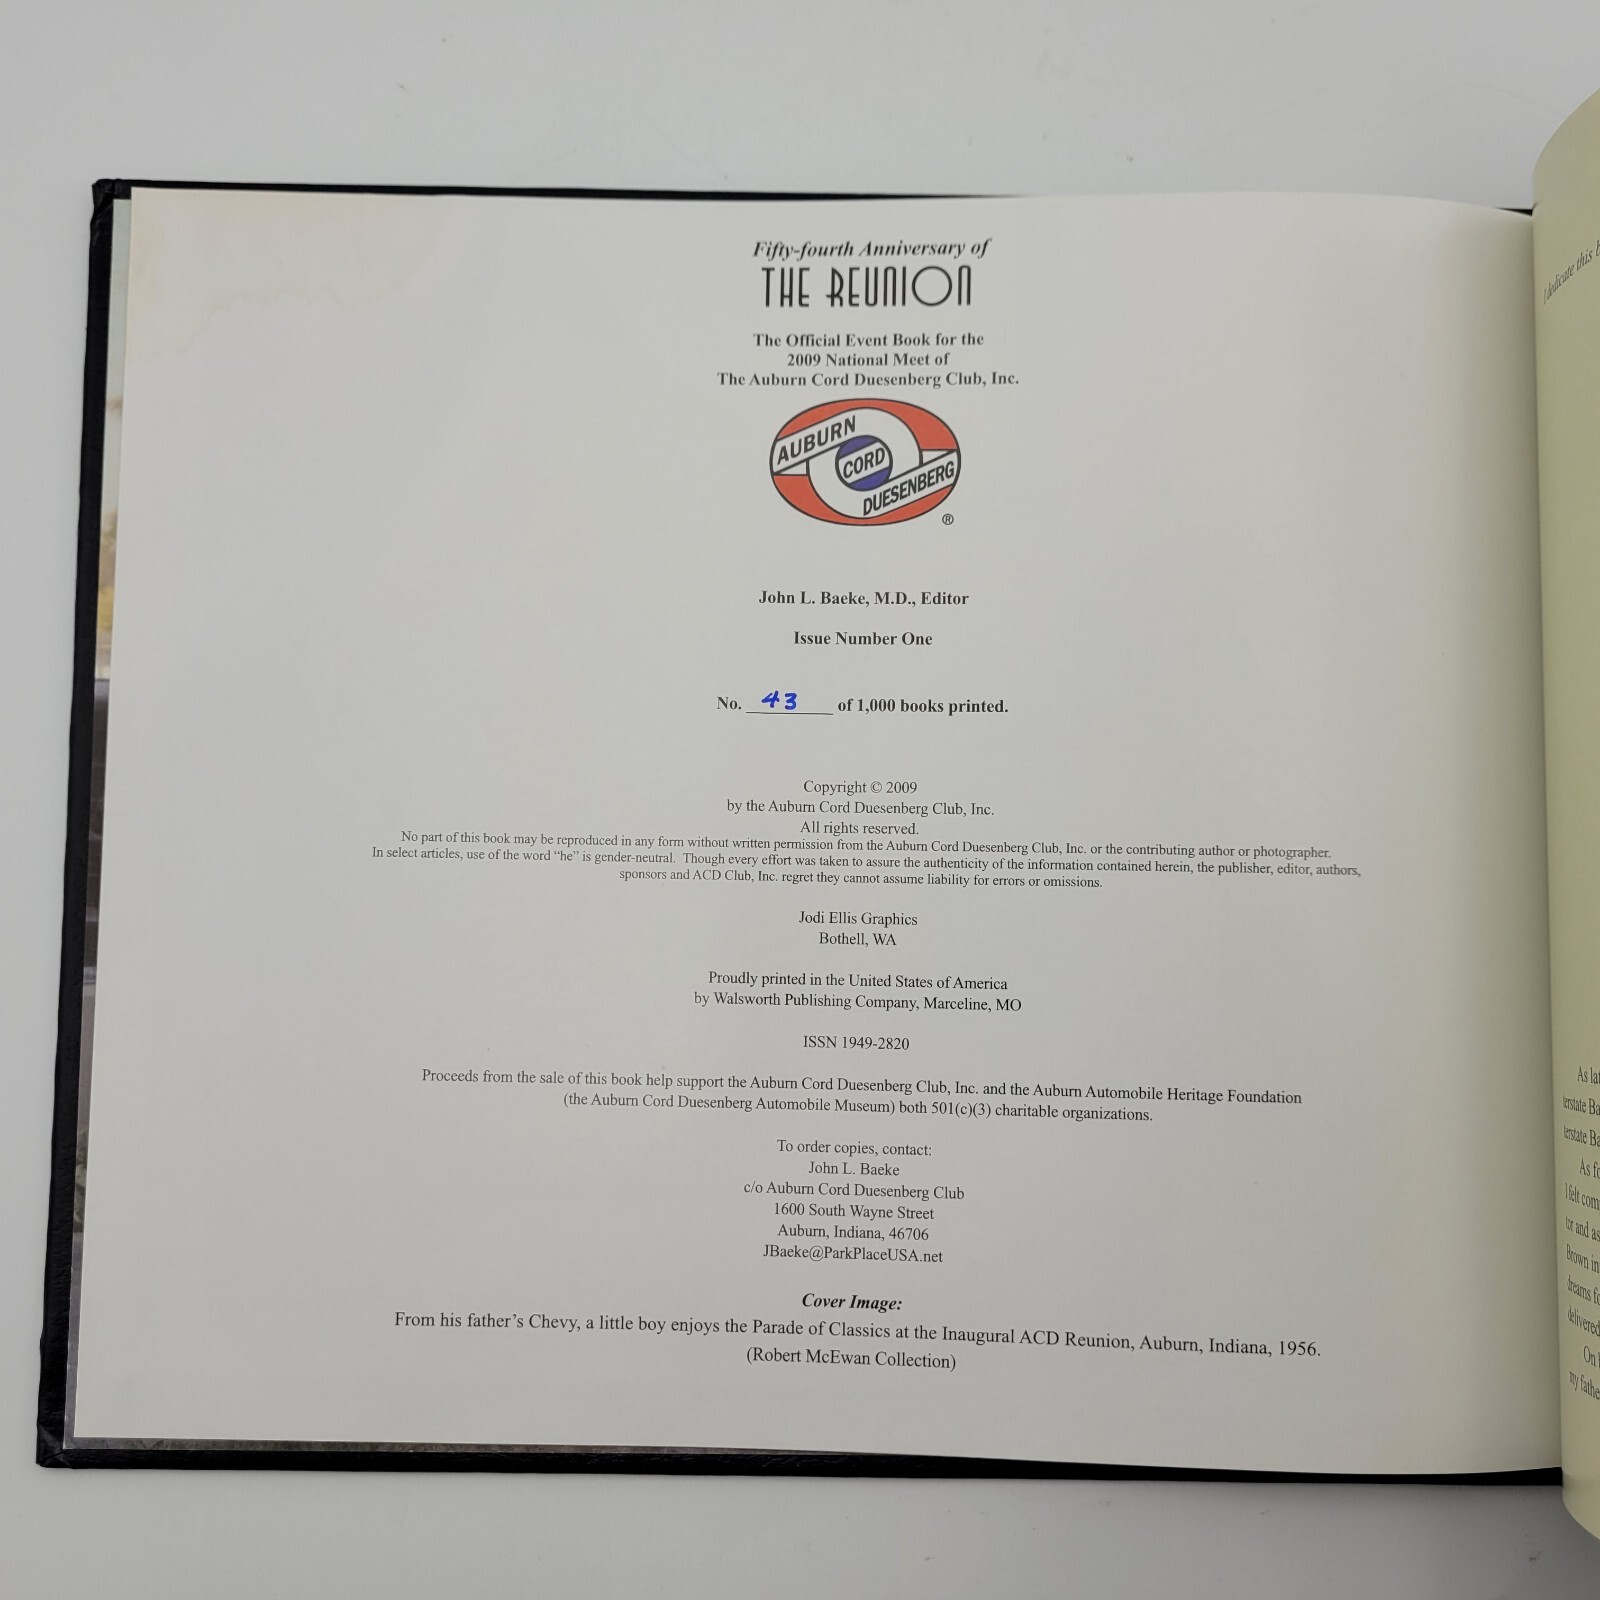 Fifty-fourth Anniversary of
THE REUNION
The Official Event Book for the
2009 National Meet of
The Auburn Cord Duesenberg Club, Inc.
AUBURN
CORD
DUESENBERG
®
John L. Baeke, M.D., Editor
Issue Number One
No. 43 of 1,000 books printed.
Copyright © 2009
by the Auburn Cord Duesenberg Club, Inc.
All rights reserved.
No part of this book may be reproduced in any form without written permission from the Auburn Cord Duesenberg Club, Inc. or the contributing author or photographer.
In select articles, use of the word “he” is gender-neutral. Though every effort was taken to assure the authenticity of the information contained herein, the publisher, editor, authors,
sponsors and ACD Club, Inc. regret they cannot assume liability for errors or omissions.
Jodi Ellis Graphics
Bothell, WA
Proudly printed in the United States of America
by Walsworth Publishing Company, Marceline, MO
ISSN 1949-2820
Proceeds from the sale of this book help support the Auburn Cord Duesenberg Club, Inc. and the Auburn Automobile Heritage Foundation
(the Auburn Cord Duesenberg Automobile Museum) both 501(c)(3) charitable organizations.
To order copies, contact:
John L. Baeke
c/o Auburn Cord Duesenberg Club
1600 South Wayne Street
Auburn, Indiana, 46706
JBaeke@ParkPlaceUSA.net
Cover Image:
From his father’s Chevy, a little boy enjoys the Parade of Classics at the Inaugural ACD Reunion, Auburn, Indiana, 1956.
(Robert McEwan Collection)
I dedicate this
As
As
I felt
and
Brown
dreams
delivered
On
my